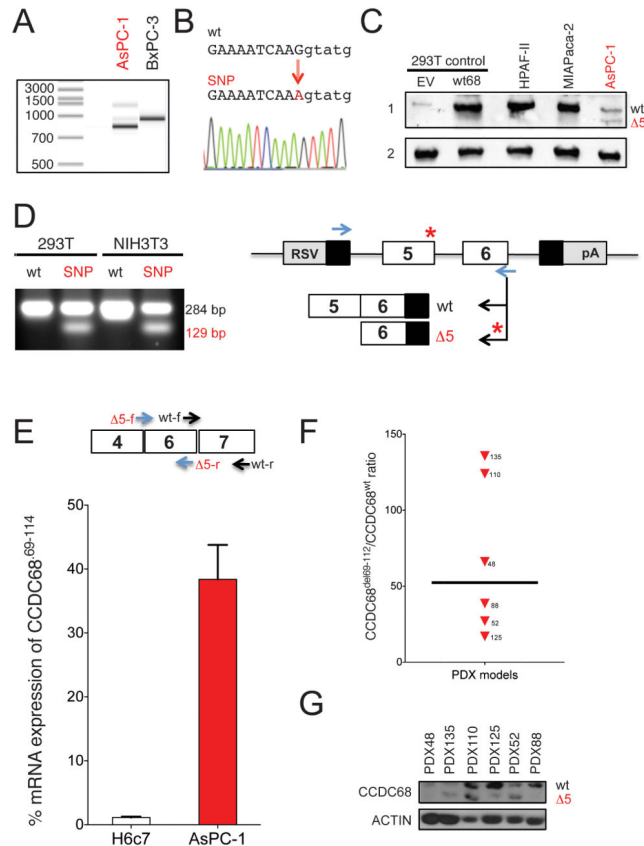 A
AsPC-1
BxPC-3
3000
1500
1000
700
500
B
wt
GAAAATCAAGgtatg
SNP
GAAAATCAAAgtatg
C
293T control
EV
wt68
HPAF-II
MIAPaca-2
AsPC-1
1
wt
Δ5
2
D
293T
NIH3T3
wt
SNP
wt
SNP
284 bp
129 bp
RSV
5
*
6
pA
5
6
wt
6
Δ5
*
E
Δ5-f
wt-f
4
6
7
Δ5-r
wt-r
% mRNA expression of CCDC68.69-114
50
40
30
20
10
0
H6c7
AsPC-1
F
CCDC68del69-112/CCDC68wt ratio
150
100
50
0
135
110
48
88
52
125
PDX models
G
PDX48
PDX135
PDX110
PDX125
PDX52
PDX88
CCDC68
wt
Δ5
ACTIN